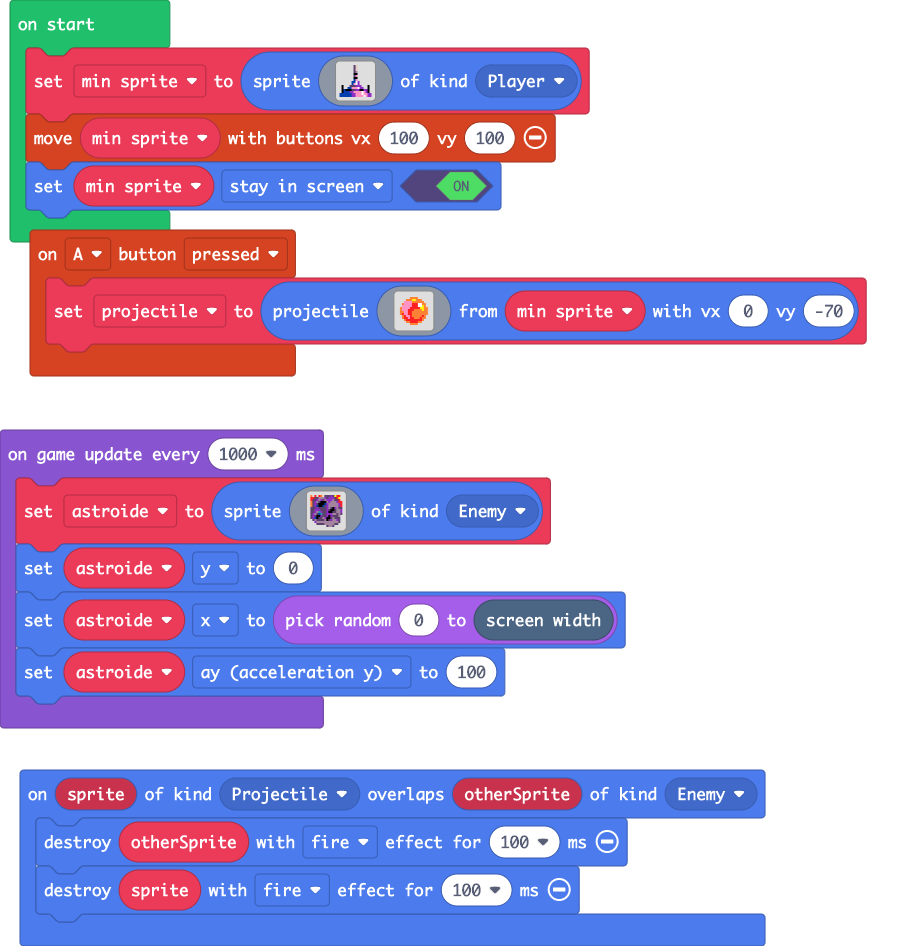 on start
set min sprite to sprite of kind Player
move min sprite with buttons vx 100 vy 100
set min sprite stay in screen ON
on A button pressed
set projectile to projectile from min sprite with vx 0 vy -70
on game update every 1000 ms
set astroide to sprite of kind Enemy
set astroide y to 0
set astroide x to pick random 0 to screen width
set astroide ay (acceleration y) to 100
on sprite of kind Projectile overlaps otherSprite of kind Enemy
destroy otherSprite with fire effect for 100 ms
destroy sprite with fire effect for 100 ms